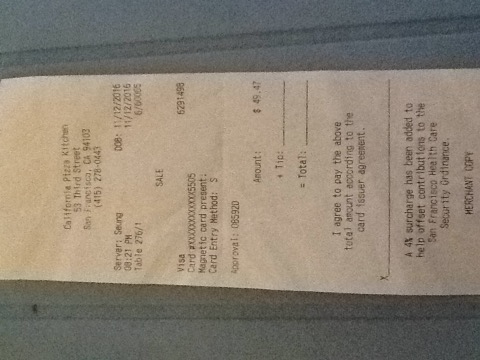 California Pizza Kitchen
53 Third Street
San Francisco, CA 94103
(415) 278-0443
Server: Seung DOB: 11/12/2016
08:21 PM 11/12/2016
Table 276/1 6/60065
SALE
Visa 6291498
Card #XXXXXXXXXXXX5505
Magnetic card present:
Card Entry Method: S
Approval: 085920
Amount: $ 49.47
+ Tip:
= Total:
I agree to pay the above
total amount according to the
card issuer agreement.
X
A 4% surcharge has been added to
help offset contributions to the
San Francisco Health Care
Security Ordinance.
MERCHANT COPY